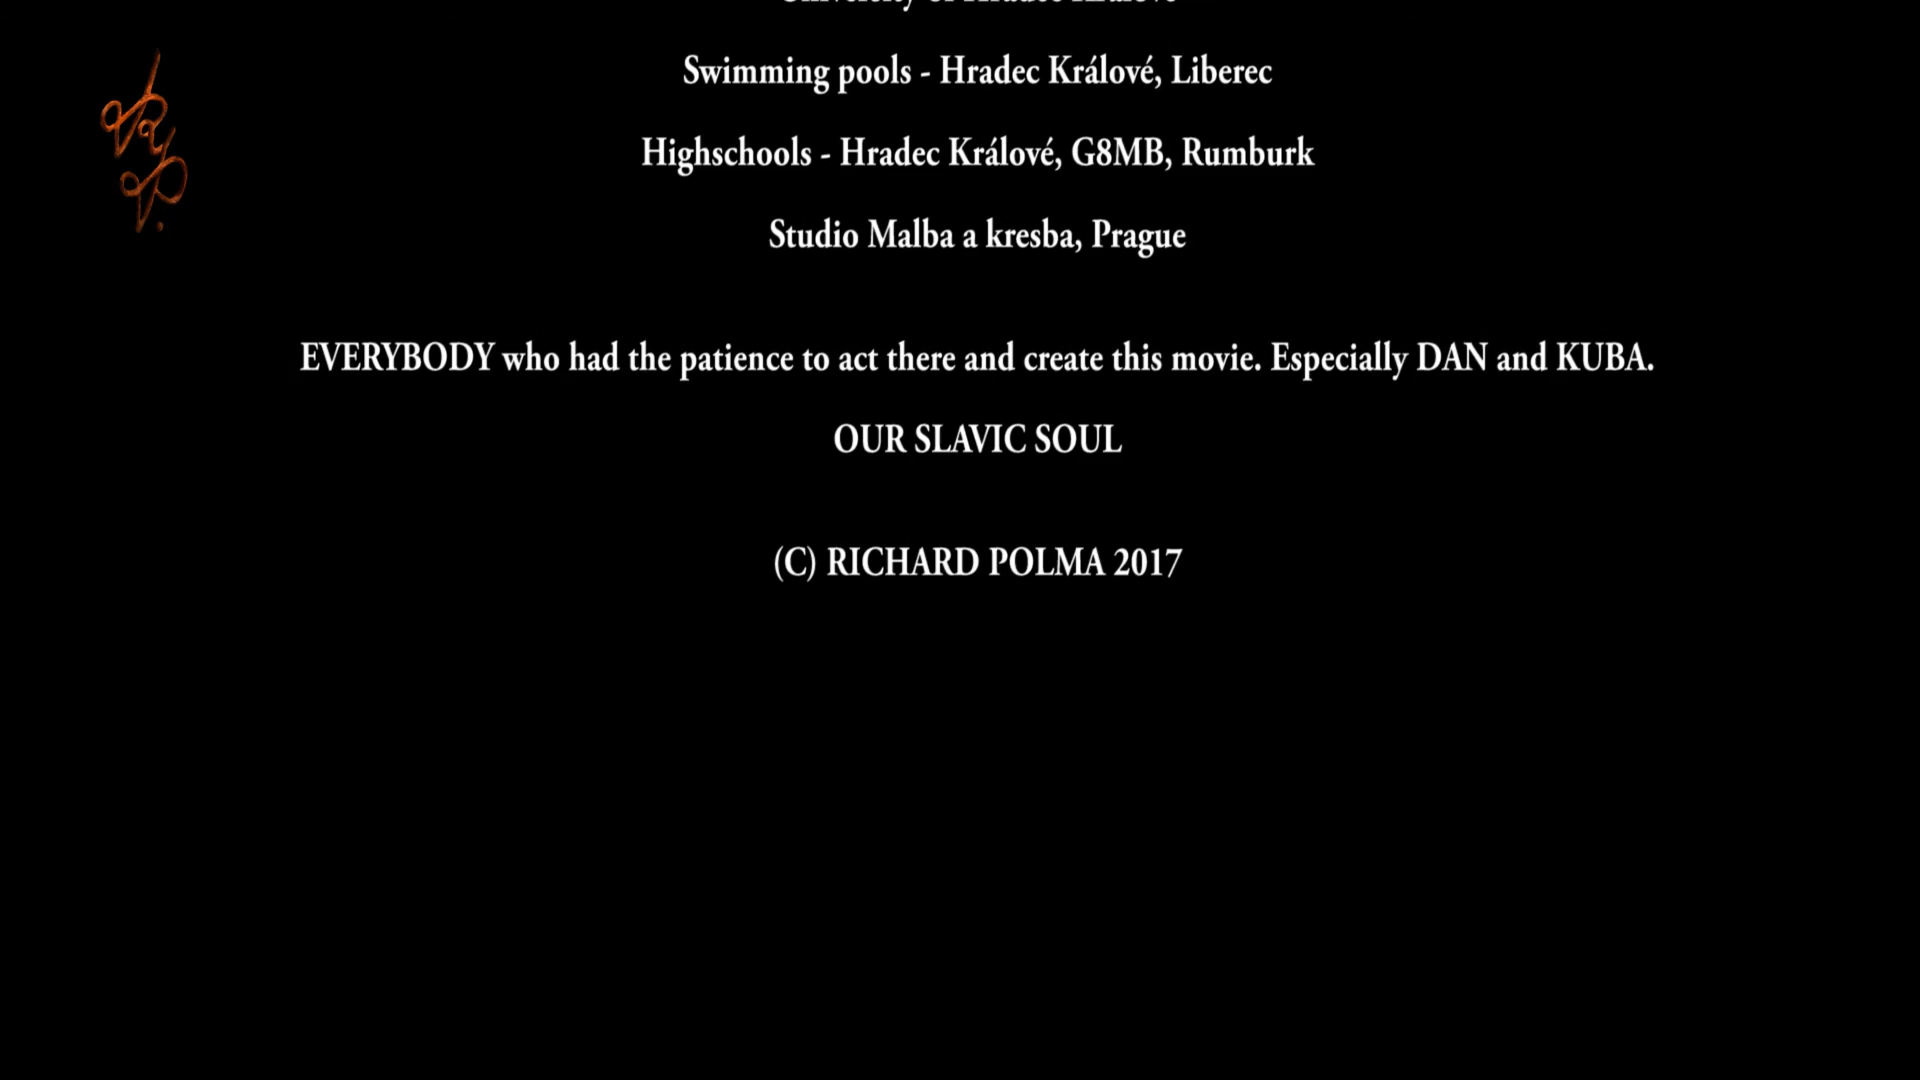 Swimming pools - Hradec Králové, Liberec
Highschools - Hradec Králové, G8MB, Rumburk
Studio Malba a kresba, Prague
EVERYBODY who had the patience to act there and create this movie. Especially DAN and KUBA.
OUR SLAVIC SOUL
(C) RICHARD POLMA 2017